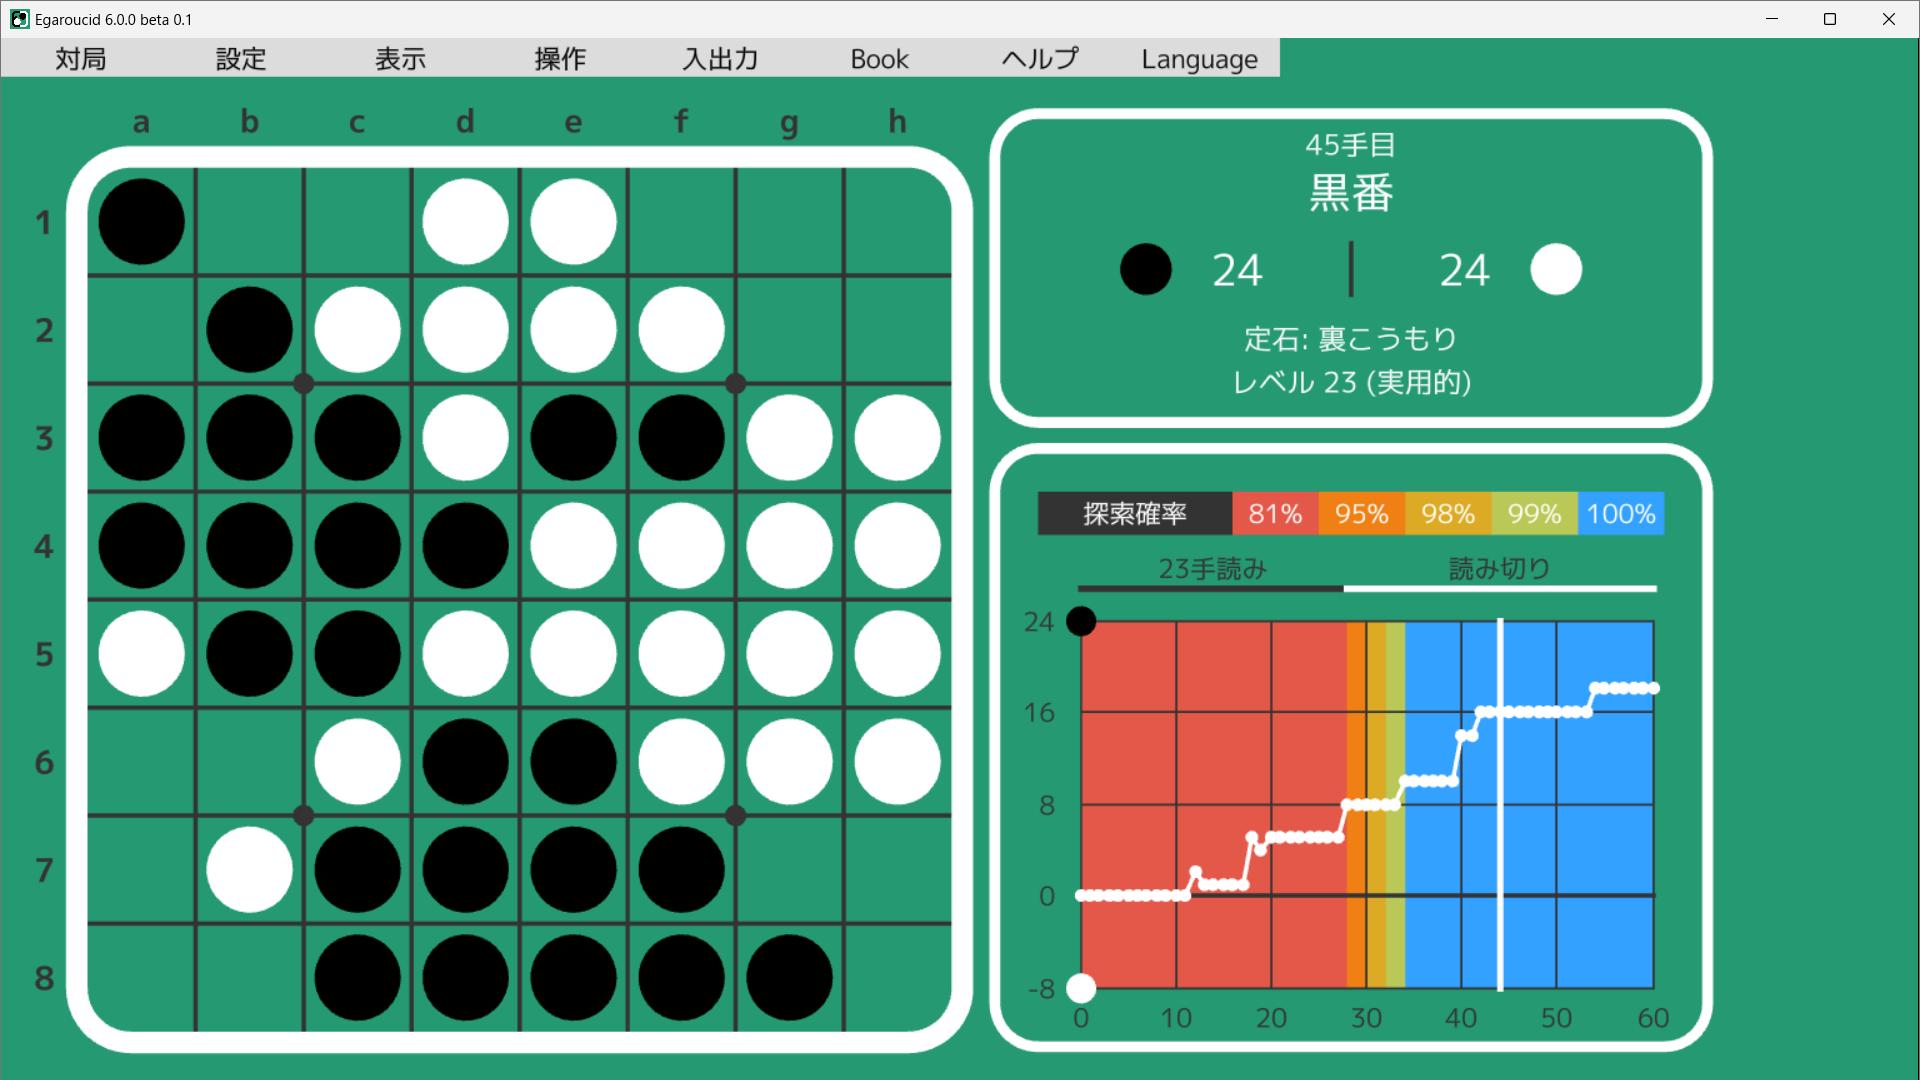 Egaroucid 6.0.0 beta 0.1
対局 設定 表示 操作 入出力 Book ヘルプ Language
a b c d e f g h
1
2
3
4
5
6
7
8
45手目
黒番
24 24
定石: 裏こうもり
レベル 23 (実用的)
探索確率 81% 95% 98% 99% 100%
23手読み 読み切り
24
16
8
0
-8
0 10 20 30 40 50 60